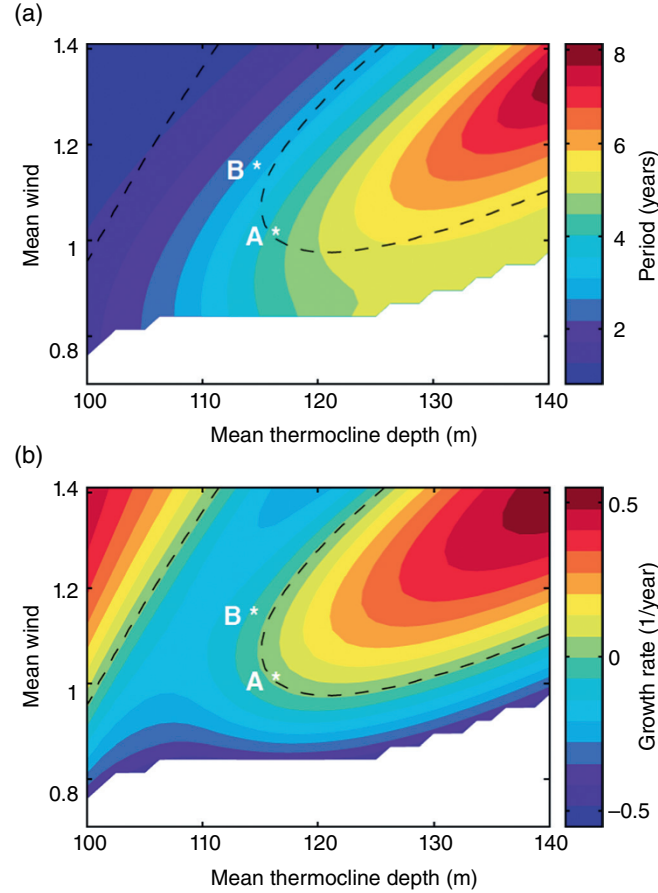 (a)
1.4
1.2
1
0.8
Mean wind
B *
A *
100
110
120
130
140
Mean thermocline depth (m)
8
6
4
2
Period (years)
(b)
1.4
1.2
1
0.8
Mean wind
B *
A *
100
110
120
130
140
Mean thermocline depth (m)
0.5
0
−0.5
Growth rate (1/year)